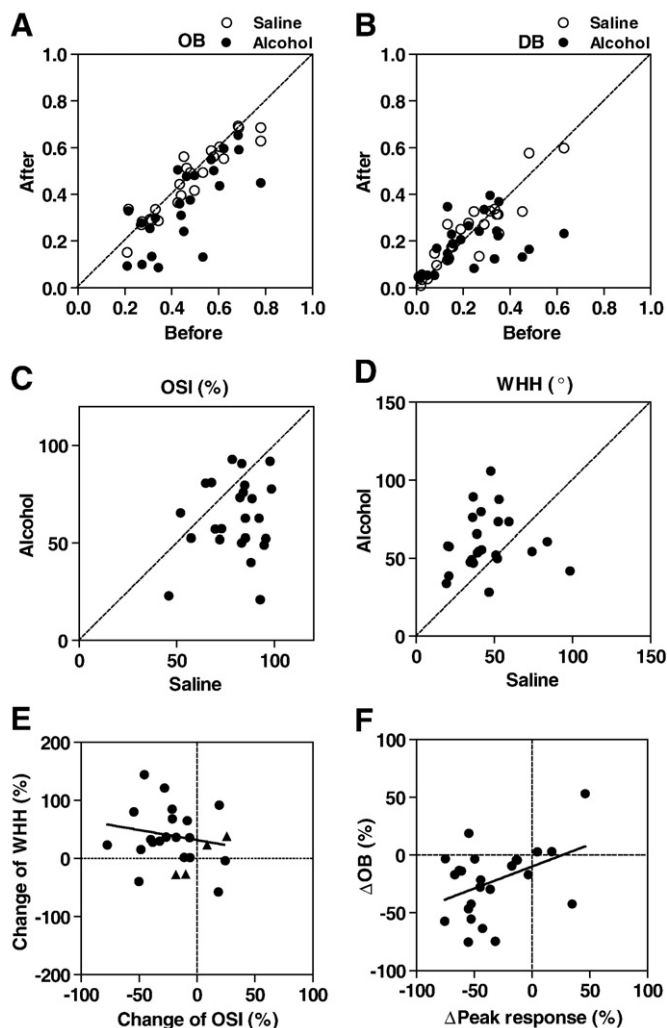 A
OB
Saline
Alcohol
1.0
0.8
0.6
0.4
0.2
0.0
After
0.0 0.2 0.4 0.6 0.8 1.0
Before
B
DB
Saline
Alcohol
1.0
0.8
0.6
0.4
0.2
0.0
After
0.0 0.2 0.4 0.6 0.8 1.0
Before
C
OSI (%)
100
50
0
Alcohol
0 50 100
Saline
D
WHH (°)
150
100
50
0
Alcohol
0 50 100 150
Saline
E
200
100
0
-100
-200
Change of WHH (%)
-100 -50 0 50 100
Change of OSI (%)
F
100
50
0
-50
-100
ΔOB (%)
-100 -50 0 50 100
ΔPeak response (%)